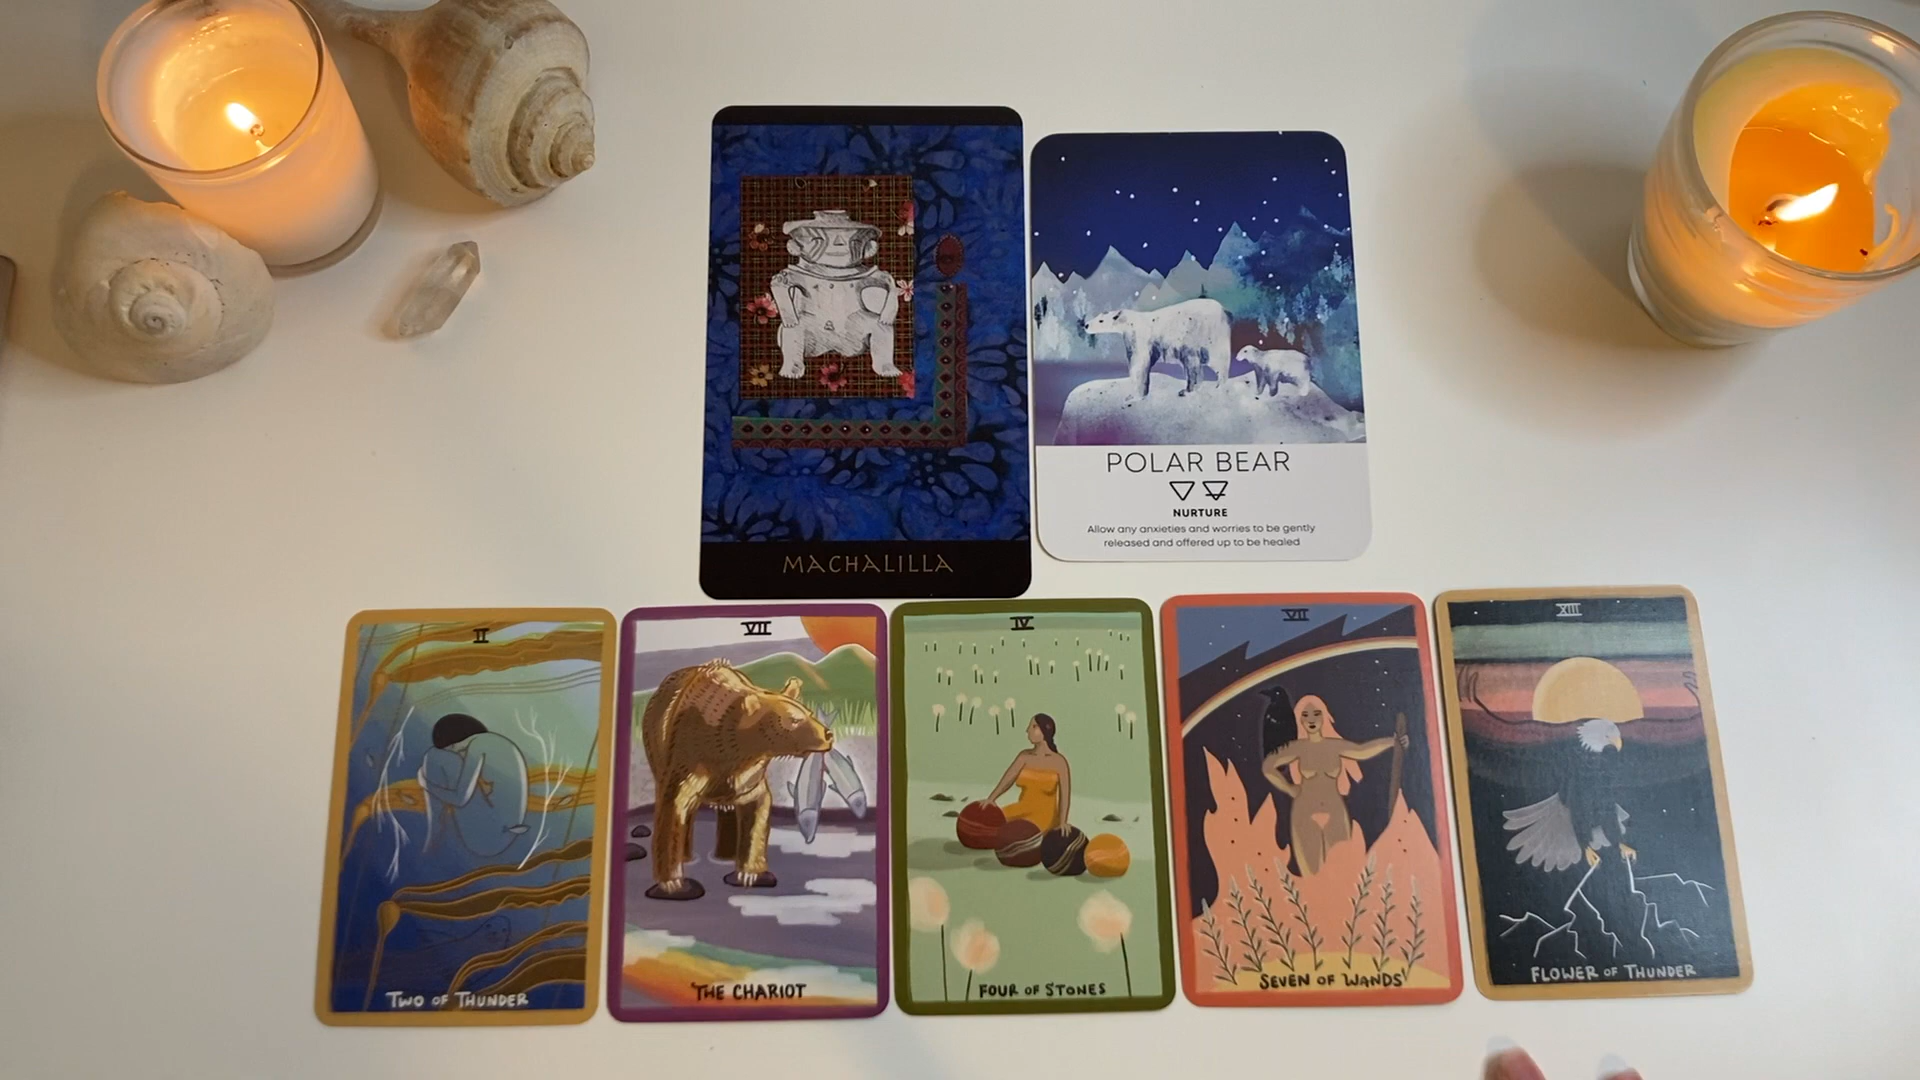 MACHALILLA
POLAR BEAR
NURTURE
Allow any anxieties and worries to be gently
released and offered up to be healed
II
TWO OF THUNDER
VII
THE CHARIOT
IV
FOUR OF STONES
VII
SEVEN OF WANDS
XIII
FLOWER OF THUNDER